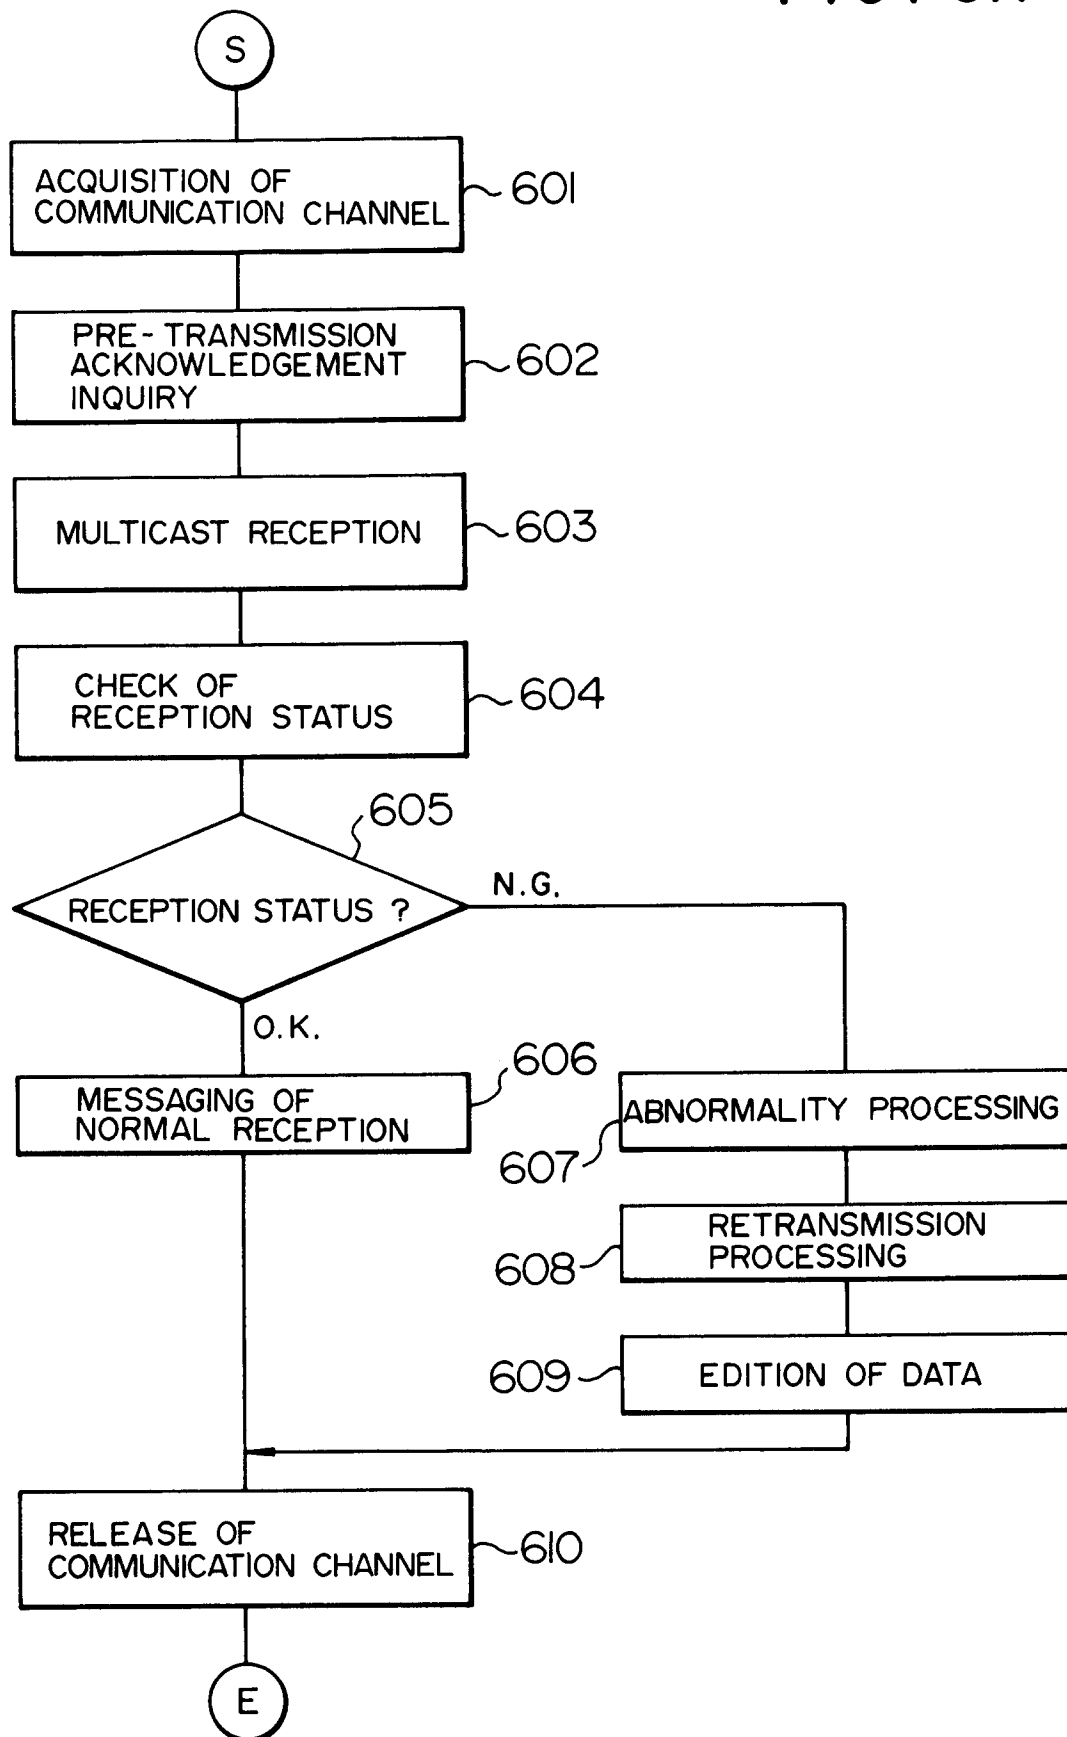 S
ACQUISITION OF
COMMUNICATION CHANNEL
601
PRE-TRANSMISSION
ACKNOWLEDGEMENT
INQUIRY
602
MULTICAST RECEPTION
603
CHECK OF
RECEPTION STATUS
604
605
RECEPTION STATUS ?
N.G.
O.K.
MESSAGING OF
NORMAL RECEPTION
606
ABNORMALITY PROCESSING
607
RETRANSMISSION
PROCESSING
608
EDITION OF DATA
609
RELEASE OF
COMMUNICATION CHANNEL
610
E